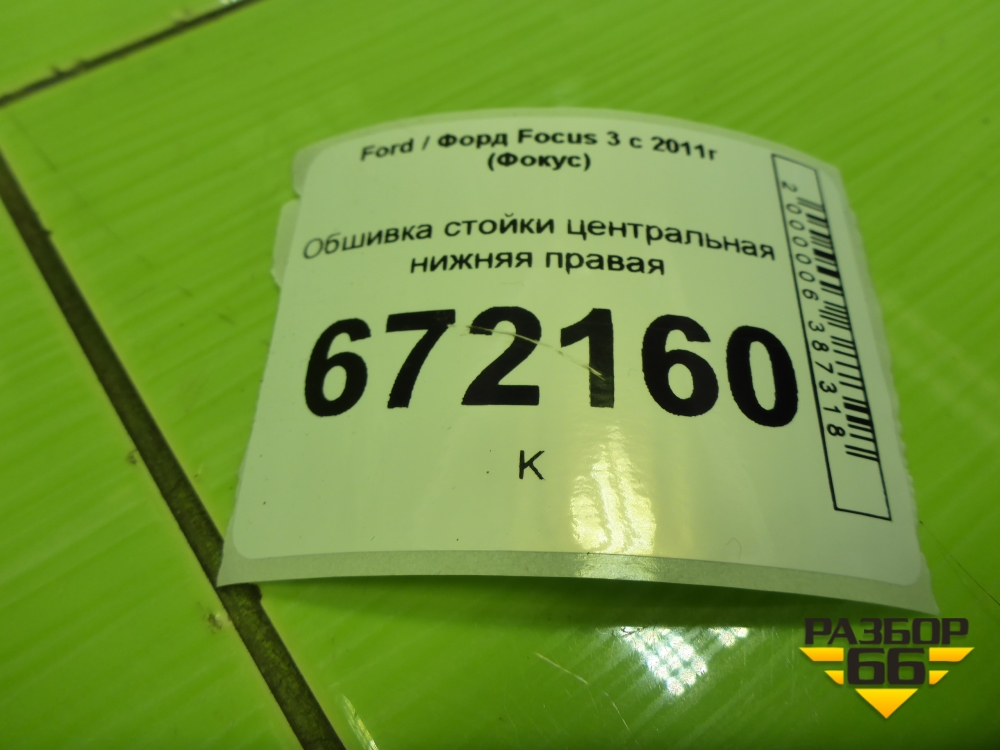 Ford / Форд Focus 3 с 2011г
(Фокус)
Обшивка стойки центральная
нижняя правая
672160
К
2000006387318
РАЗБОР
66